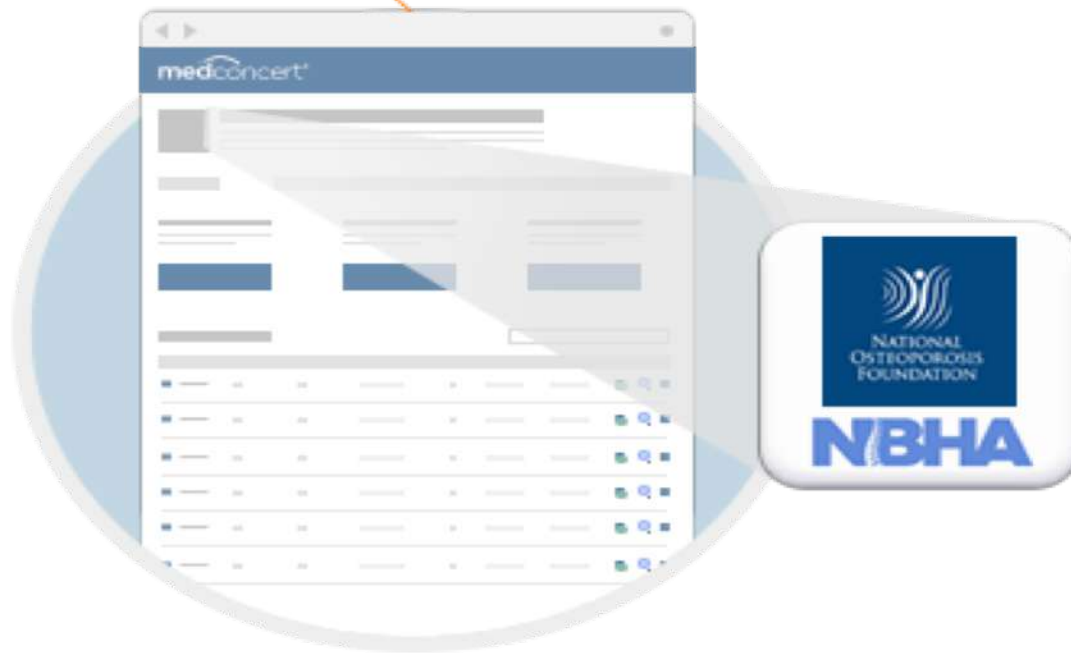 medconcert
NATIONAL
OSTEOPOROSIS
FOUNDATION
NBHA